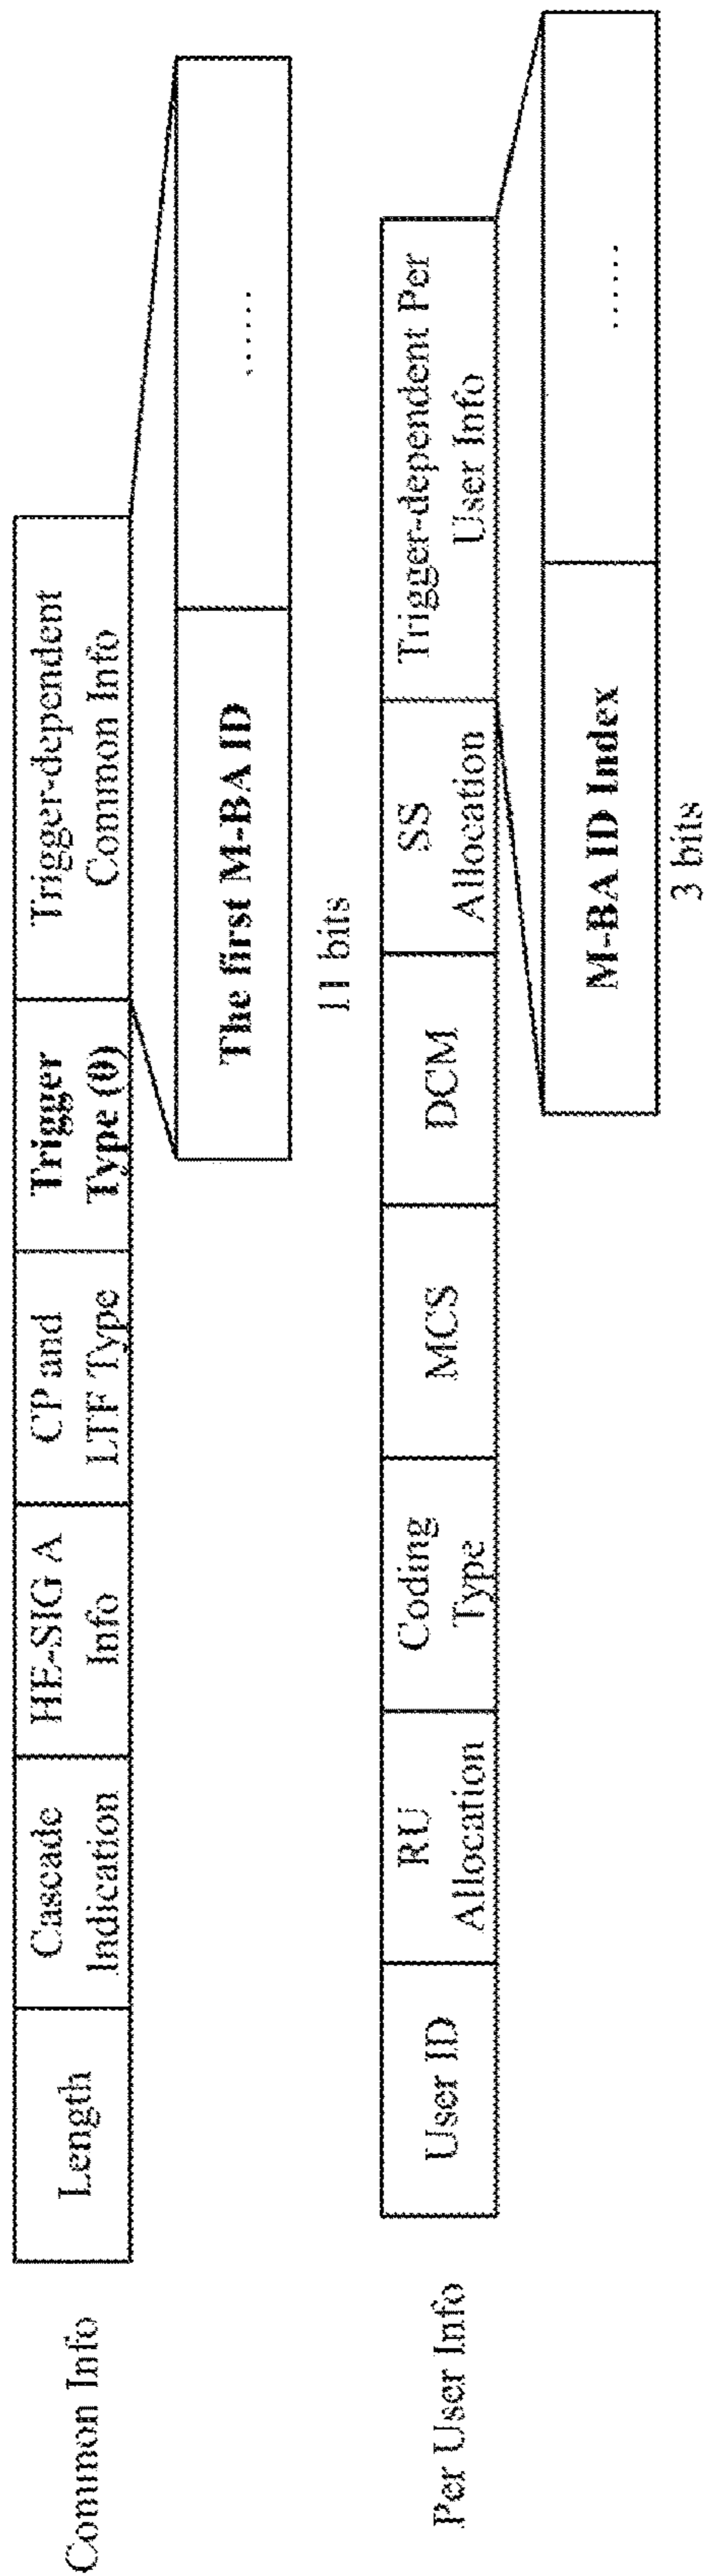 Common Info
Length
Cascade
Indication
HE-SIG A
Info
CP and
LTF Type
Trigger
Type (0)
Trigger-dependent
Common Info
The first M-BA ID
......
11 bits
Per User Info
User ID
RU
Allocation
Coding
Type
MCS
DCM
SS
Allocation
Trigger-dependent Per
User Info
M-BA ID Index
......
3 bits